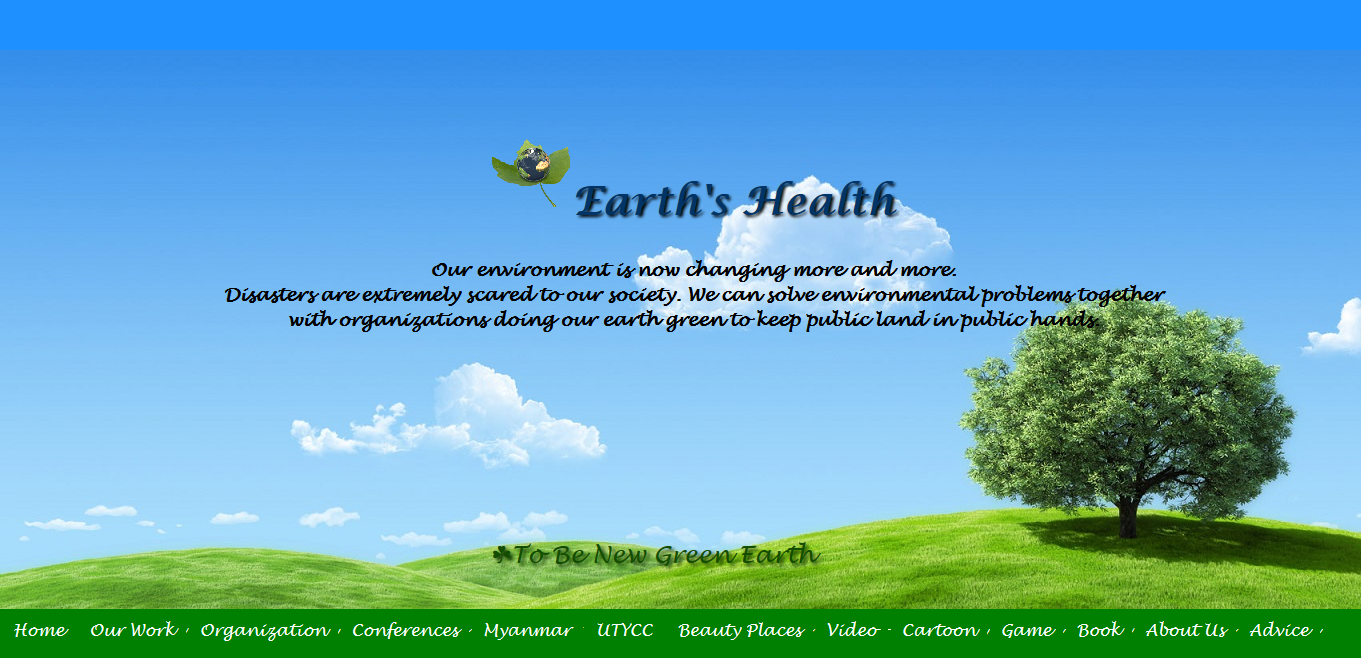 Earth's Health
Our environment is now changing more and more.
Disasters are extremely scared to our society. We can solve environmental problems together
with organizations doing our earth green to keep public land in public hands.
☘To Be New Green Earth
Home Our Work Organization Conferences Myanmar UTYCC Beauty Places Video Cartoon Game Book About Us Advice